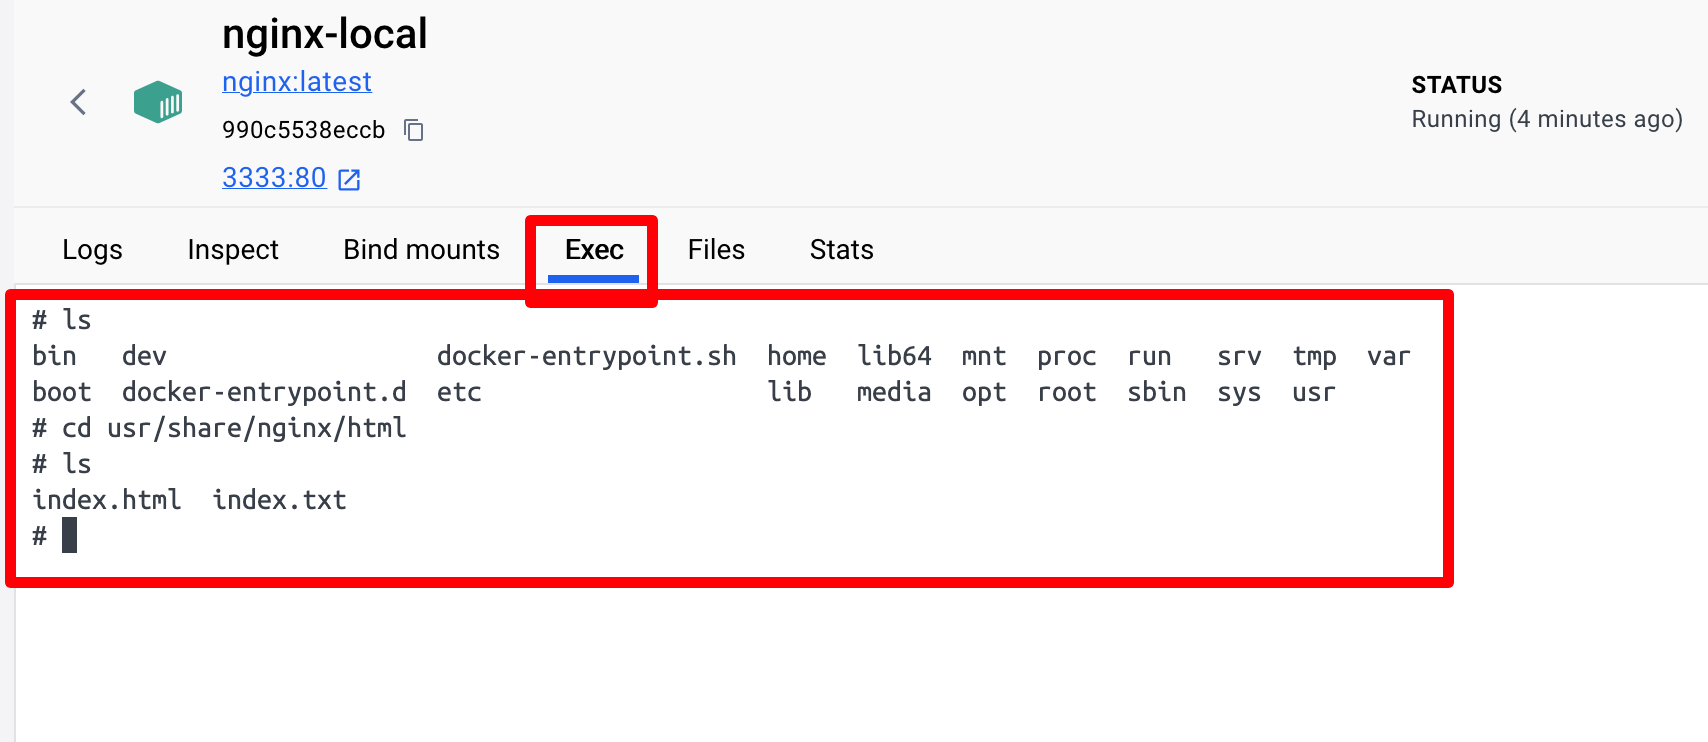 nginx-local
nginx:latest
990c5538eccb
3333:80
STATUS
Running (4 minutes ago)
Logs Inspect Bind mounts Exec Files Stats
# ls
bin   dev                  docker-entrypoint.sh  home  lib64  mnt  proc  run   srv  tmp  var
boot  docker-entrypoint.d  etc                   lib   media  opt  root  sbin  sys  usr
# cd usr/share/nginx/html
# ls
index.html  index.txt
#